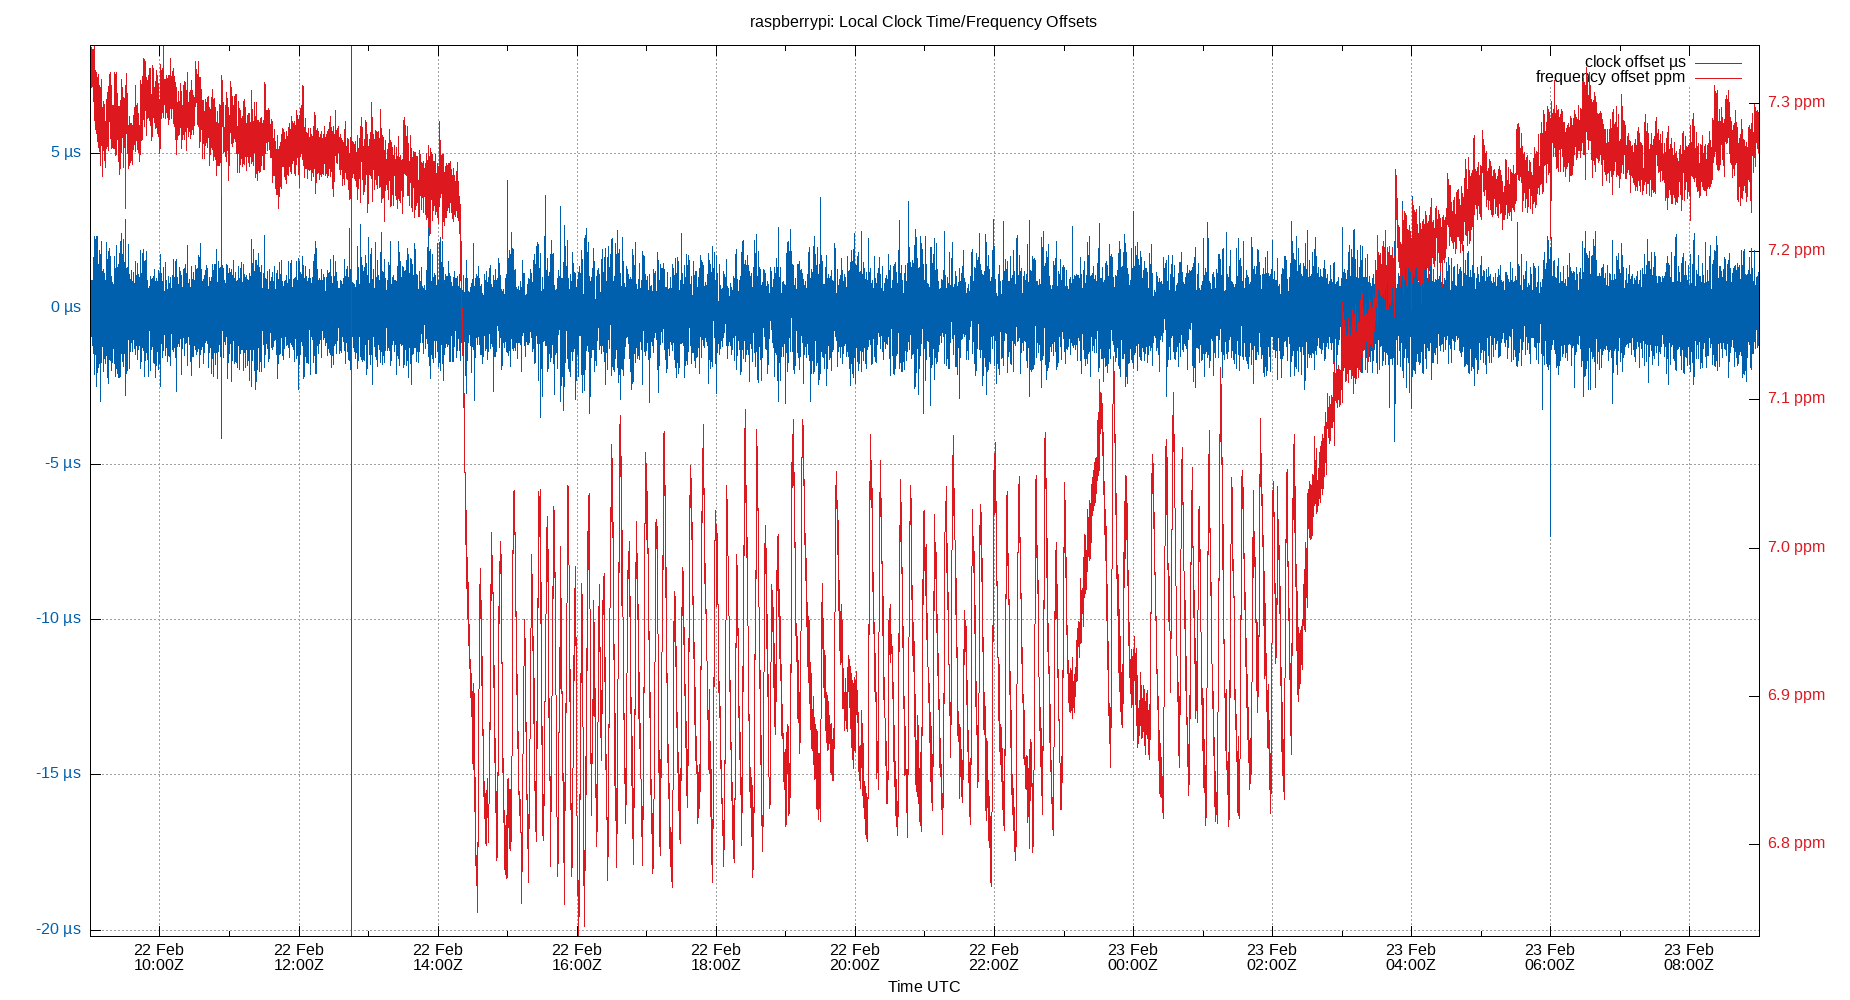 raspberrypi: Local Clock Time/Frequency Offsets
clock offset µs
frequency offset ppm
5 µs
0 µs
-5 µs
-10 µs
-15 µs
-20 µs
7.3 ppm
7.2 ppm
7.1 ppm
7.0 ppm
6.9 ppm
6.8 ppm
22 Feb 22 Feb 22 Feb 22 Feb 22 Feb 22 Feb 22 Feb 23 Feb 23 Feb 23 Feb 23 Feb 23 Feb
10:00Z 12:00Z 14:00Z 16:00Z 18:00Z 20:00Z 22:00Z 00:00Z 02:00Z 04:00Z 06:00Z 08:00Z
Time UTC